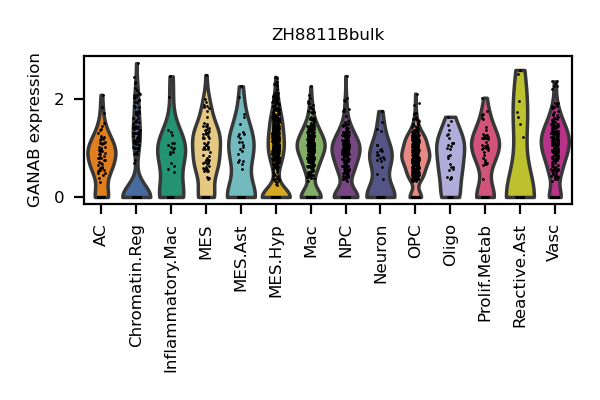 ZH8811Bbulk
GANAB expression
2
0
AC
Chromatin.Reg
Inflammatory.Mac
MES
MES.Ast
MES.Hyp
Mac
NPC
Neuron
OPC
Oligo
Prolif.Metab
Reactive.Ast
Vasc